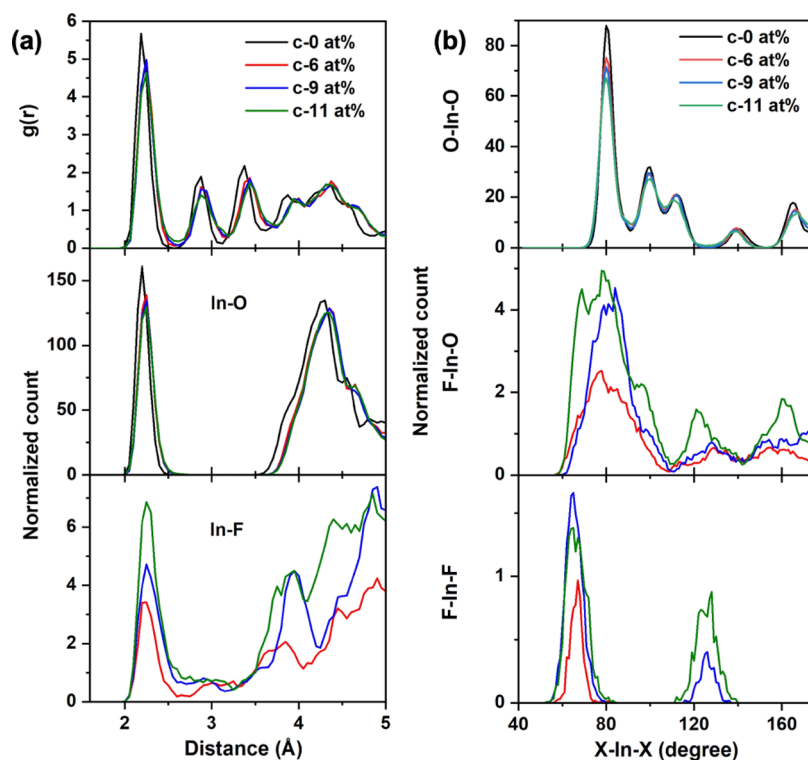 (a)
c-0 at%
c-6 at%
c-9 at%
c-11 at%
g(r)
6
5
4
3
2
1
0
In-O
150
100
50
0
In-F
Normalized count
6
4
2
0
2
3
4
5
Distance (Å)
(b)
c-0 at%
c-6 at%
c-9 at%
c-11 at%
O-In-O
80
60
40
20
0
Normalized count
F-In-O
4
2
0
F-In-F
1
0
40
80
120
160
X-In-X (degree)